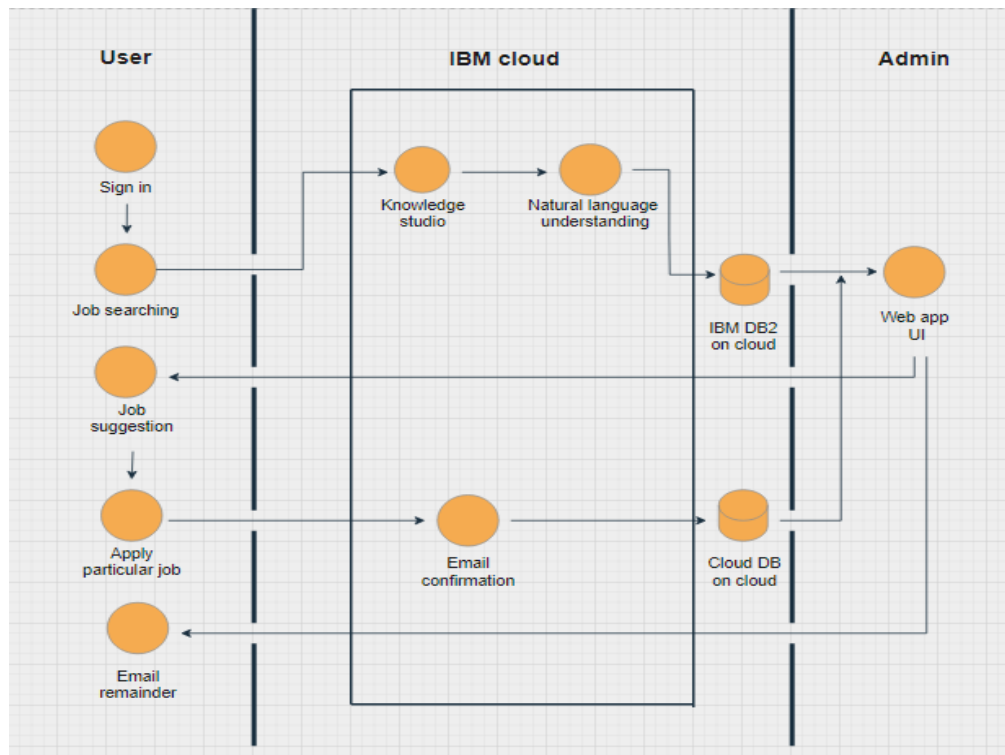 User
IBM cloud
Admin
Sign in
Knowledge
studio
Natural language
understanding
Job searching
IBM DB2
on cloud
Web app
UI
Job
suggestion
Apply
particular job
Email
confirmation
Cloud DB
on cloud
Email
remainder